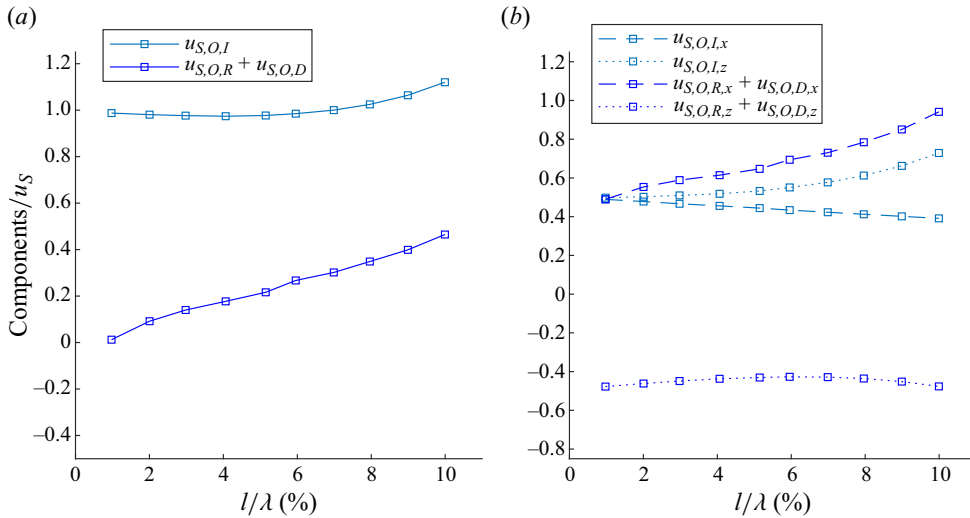 (a)
u_{S,O,I}
u_{S,O,R} + u_{S,O,D}
1.2
1.0
0.8
0.6
0.4
0.2
0
–0.2
–0.4
Components/u_S
0 2 4 6 8 10
l/λ (%)
(b)
u_{S,O,I,x}
u_{S,O,I,z}
u_{S,O,R,x} + u_{S,O,D,x}
u_{S,O,R,z} + u_{S,O,D,z}
1.2
1.0
0.8
0.6
0.4
0.2
0
–0.2
–0.4
–0.6
–0.8
0 2 4 6 8 10
l/λ (%)